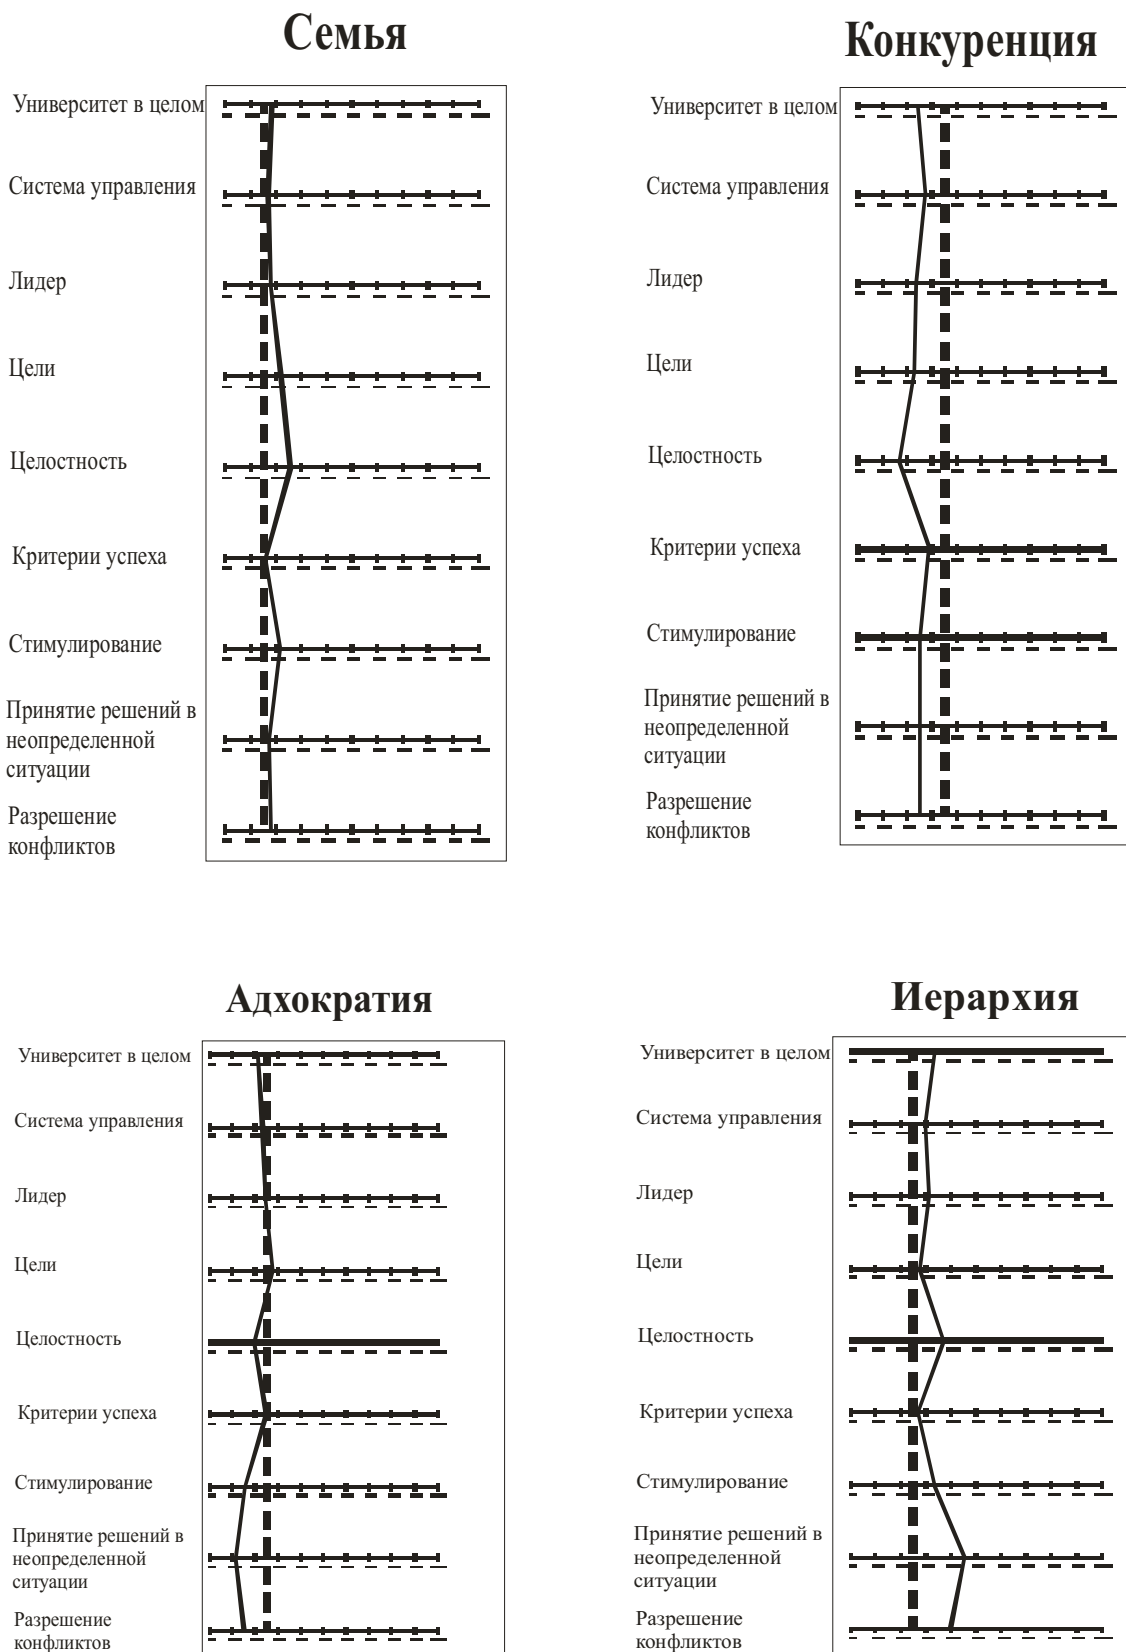 Семья
Университет в целом
Система управления
Лидер
Цели
Целостность
Критерии успеха
Стимулирование
Принятие решений в
неопределенной
ситуации
Разрешение
конфликтов
Конкуренция
Университет в целом
Система управления
Лидер
Цели
Целостность
Критерии успеха
Стимулирование
Принятие решений в
неопределенной
ситуации
Разрешение
конфликтов
Адхократия
Университет в целом
Система управления
Лидер
Цели
Целостность
Критерии успеха
Стимулирование
Принятие решений в
неопределенной
ситуации
Разрешение
конфликтов
Иерархия
Университет в целом
Система управления
Лидер
Цели
Целостность
Критерии успеха
Стимулирование
Принятие решений в
неопределенной
ситуации
Разрешение
конфликтов